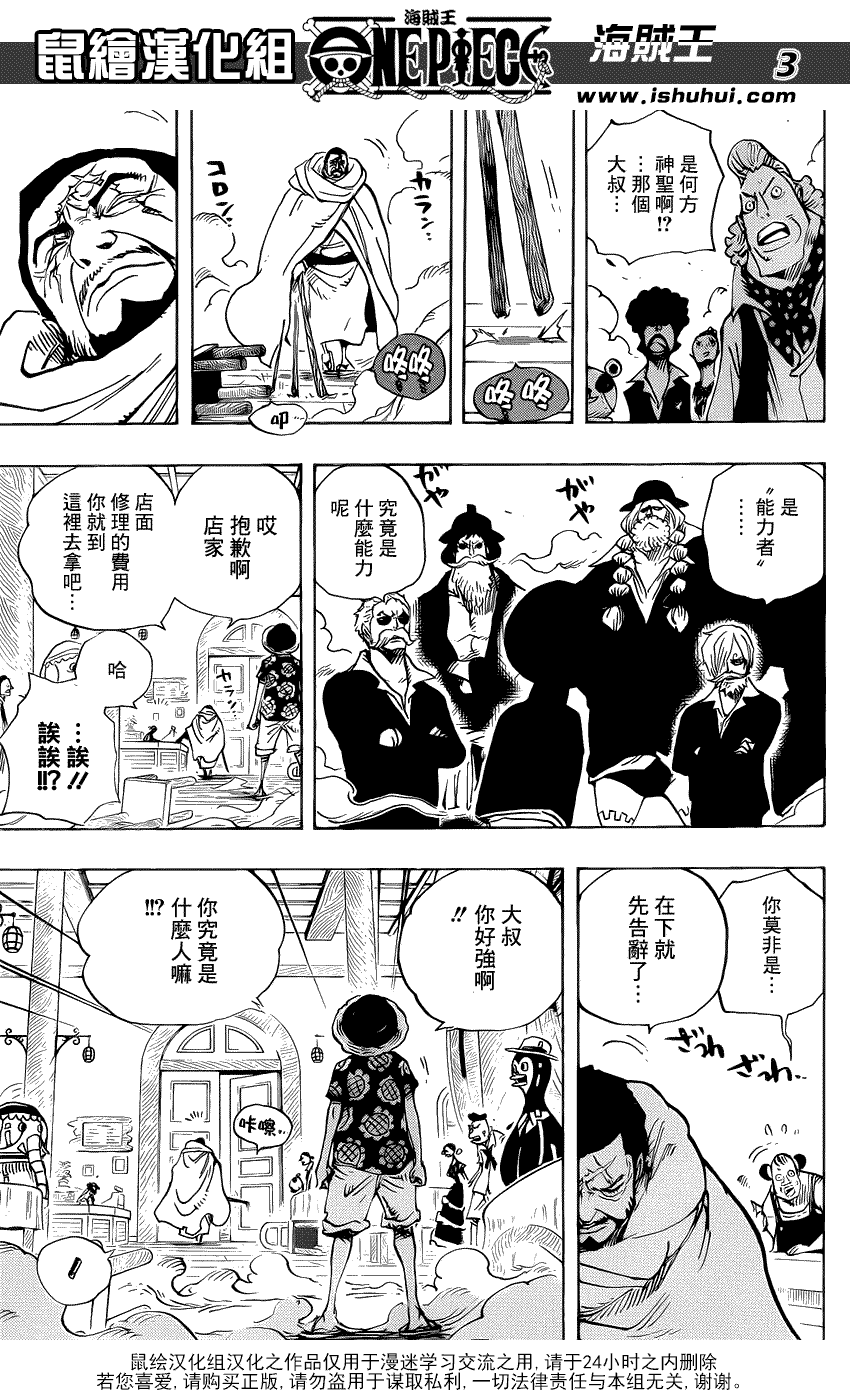 鼠繪漢化組
海賊王
ONE PIECE
海賊王
3
www.ishuhui.com
是何方
神聖啊!?
…那個
大叔…
咚咚
カラン
コロン
咚咚
叩…
是
"能力者"
……
ガヤ
ガヤ
究竟是
什麼能力
呢
哎
抱歉啊
店家
店面
修理的費用
你就到
這裡去拿吧…
哈
カラン
…誒!!
誒誒!!?
你莫非是…
在下就
先告辭了…
ざわ ざわ…
大叔
你好強啊
!!
你究竟是
什麼人嘛
!!?
咔嚓…
!
鼠绘汉化组汉化之作品仅用于漫迷学习交流之用, 请于24小时之内删除
若您喜爱, 请购买正版, 请勿盗用于谋取私利, 一切法律责任与本组无关, 谢谢。